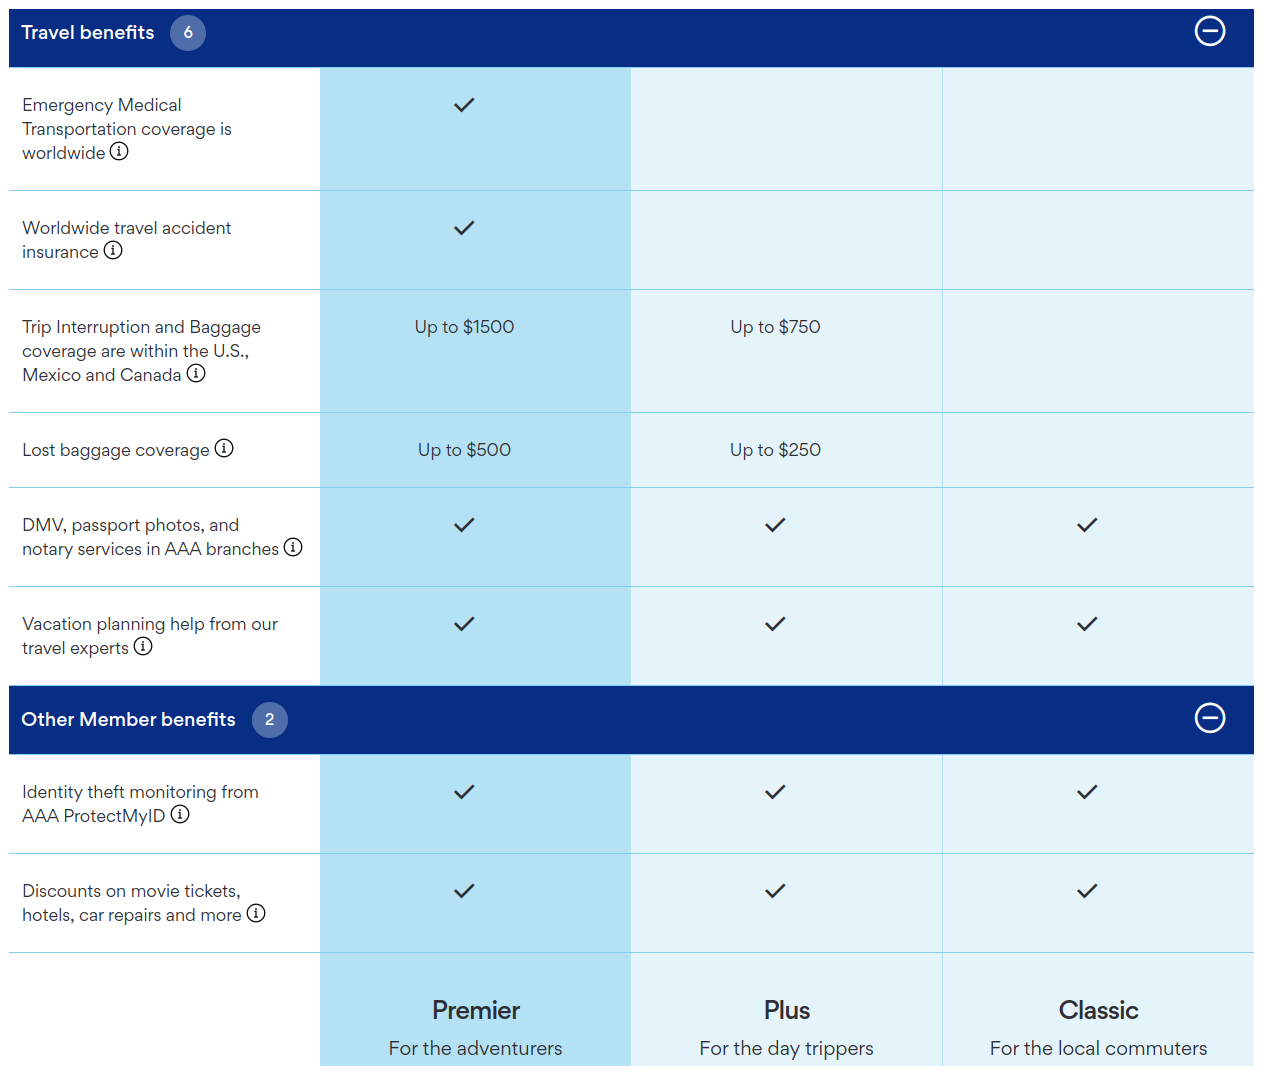 Travel benefits 6
Emergency Medical
Transportation coverage is
worldwide
Worldwide travel accident
insurance
Trip Interruption and Baggage Up to $1500 Up to $750
coverage are within the U.S.,
Mexico and Canada
Lost baggage coverage Up to $500 Up to $250
DMV, passport photos, and
notary services in AAA branches
Vacation planning help from our
travel experts
Other Member benefits 2
Identity theft monitoring from
AAA ProtectMyID
Discounts on movie tickets,
hotels, car repairs and more
Premier Plus Classic
For the adventurers For the day trippers For the local commuters